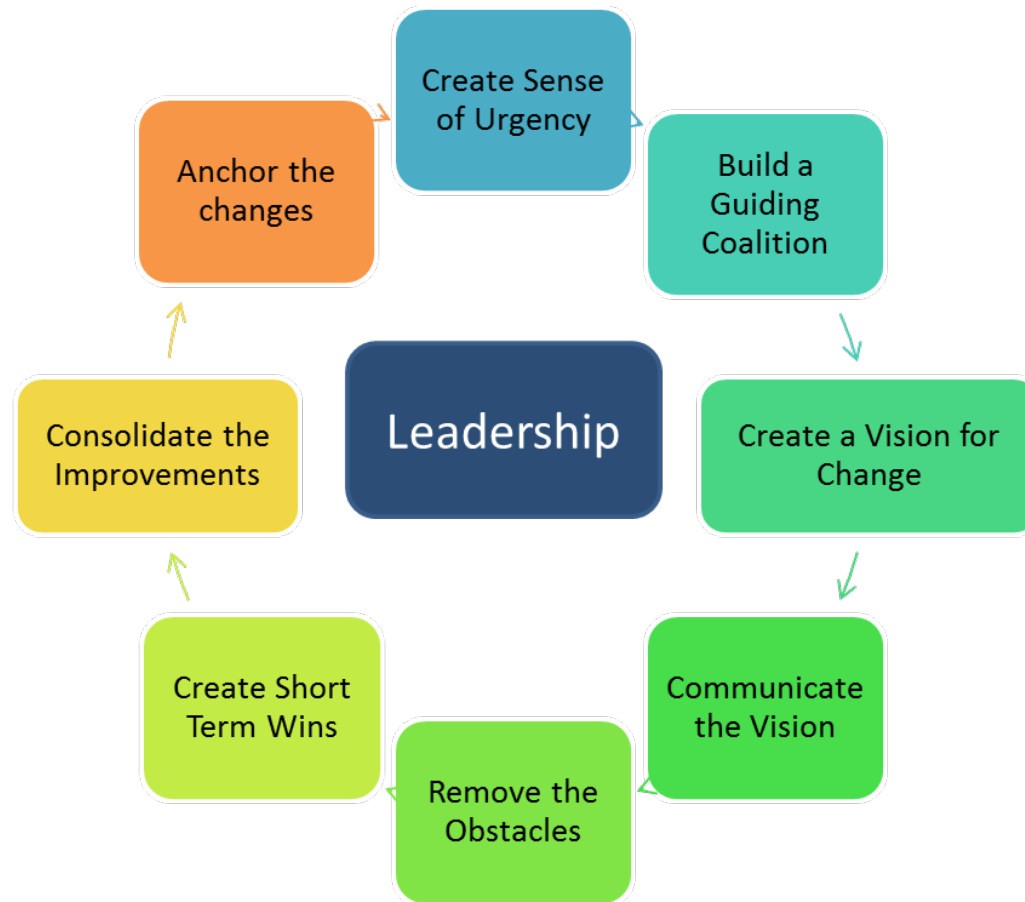 Create Sense
of Urgency
Build a
Guiding
Coalition
Create a Vision for
Change
Communicate
the Vision
Remove the
Obstacles
Create Short
Term Wins
Consolidate the
Improvements
Anchor the
changes
Leadership